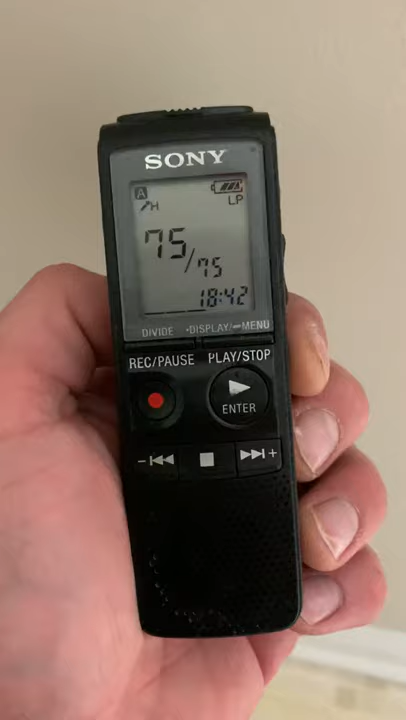 SONY
A
H
LP
75/75
18:42
DIVIDE •DISPLAY/▬MENU
REC/PAUSE PLAY/STOP
ENTER
– +